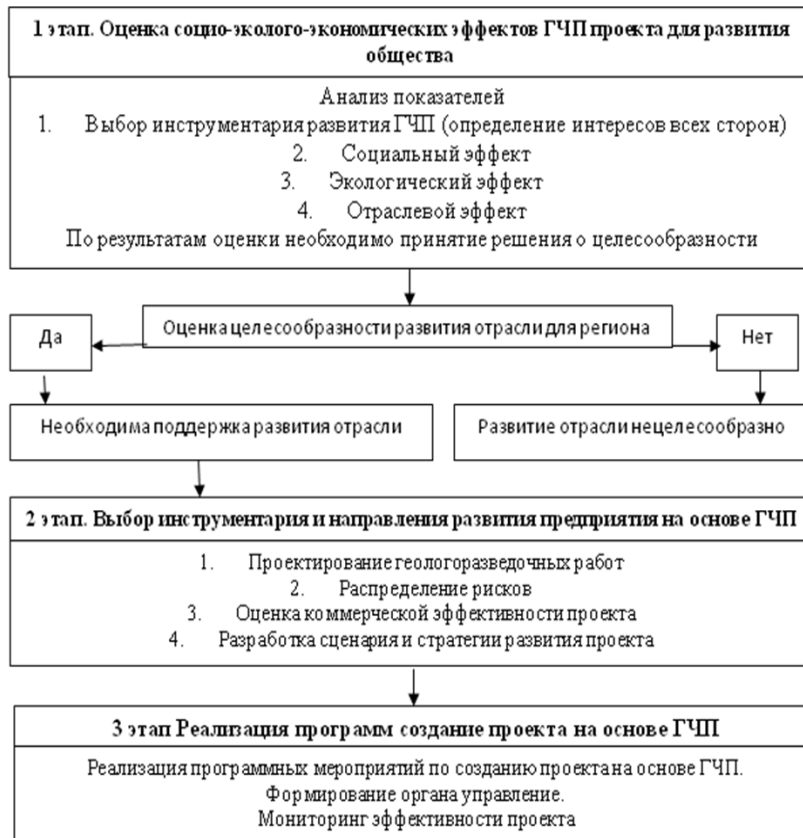 1 этап. Оценка социо-эколого-экономических эффектов ГЧП проекта для развития
общества
Анализ показателей
1. Выбор инструментария развития ГЧП (определение интересов всех сторон)
2. Социальный эффект
3. Экологический эффект
4. Отраслевой эффект
По результатам оценки необходимо принятие решения о целесообразности
Оценка целесообразности развития отрасли для региона
Да
Нет
Необходима поддержка развития отрасли
Развитие отрасли нецелесообразно
2 этап. Выбор инструментария и направления развития предприятия на основе ГЧП
1. Проектирование геологоразведочных работ
2. Распределение рисков
3. Оценка коммерческой эффективности проекта
4. Разработка сценария и стратегии развития проекта
3 этап Реализация программ создание проекта на основе ГЧП
Реализация программных мероприятий по созданию проекта на основе ГЧП.
Формирование органа управление.
Мониторинг эффективности проекта